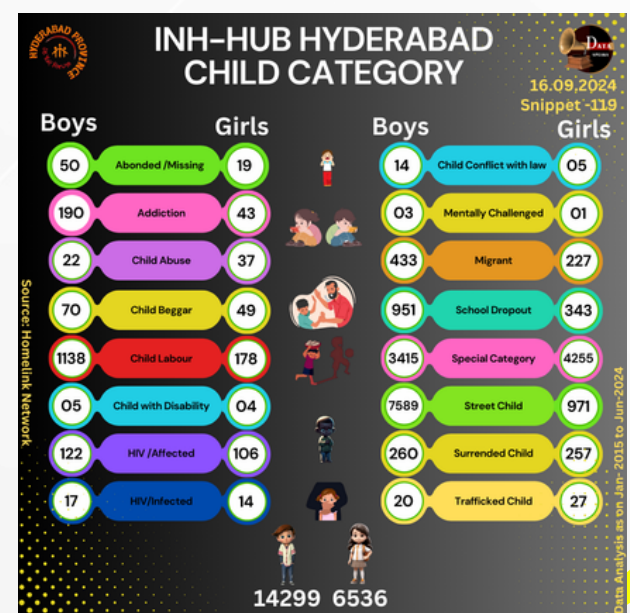 HYDERABAD PROVINCE
INH-HUB HYDERABAD
CHILD CATEGORY
DATA
16.09.2024
Snippet -119
Boys Girls
50 Abonded /Missing 19
190 Addiction 43
22 Child Abuse 37
70 Child Beggar 49
1138 Child Labour 178
05 Child with Disability 04
122 HIV /Affected 106
17 HIV/Infected 14
Boys Girls
14 Child Conflict with law 05
03 Mentally Challenged 01
433 Migrant 227
951 School Dropout 343
3415 Special Category 4255
7589 Street Child 971
260 Surrended Child 257
20 Trafficked Child 27
14299 6536
Source: Homelink Network
Data Analysis as on Jan- 2015 to Jun-2024